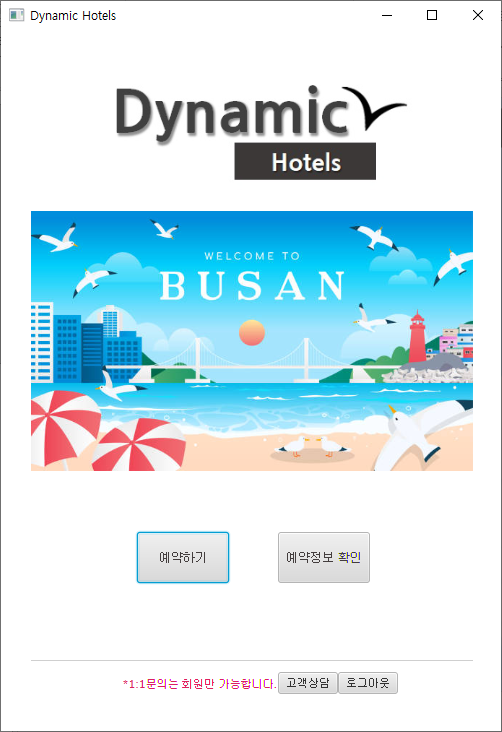 Dynamic Hotels
Dynamic
Hotels
WELCOME TO
BUSAN
예약하기
예약정보 확인
*1:1문의는 회원만 가능합니다. 고객상담 로그아웃